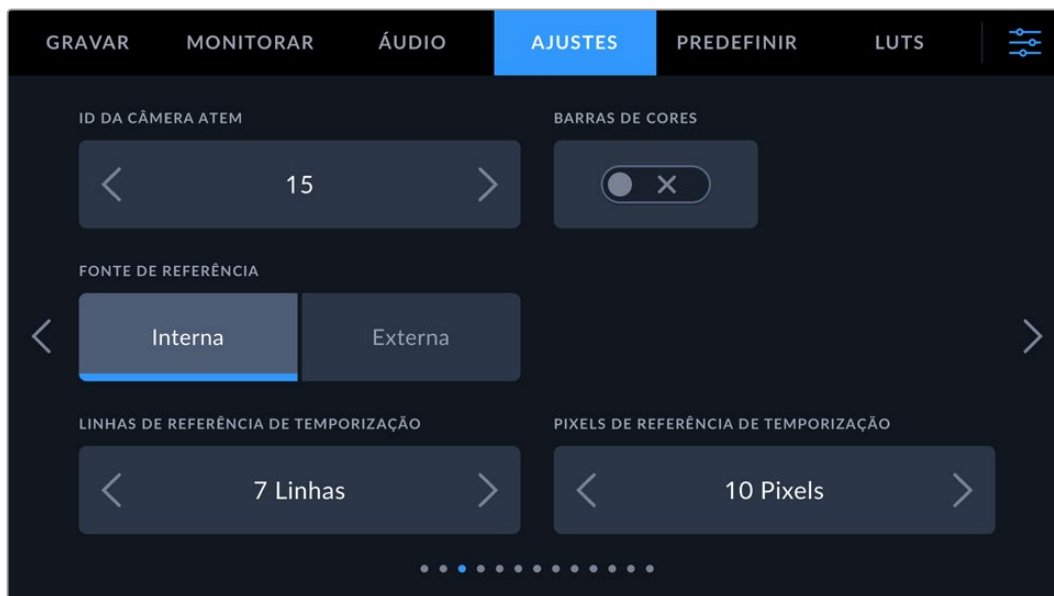 GRAVAR MONITORAR ÁUDIO AJUSTES PREDEFINIR LUTS
ID DA CÂMERA ATEM
BARRAS DE CORES
15
FONTE DE REFERÊNCIA
Interna
Externa
LINHAS DE REFERÊNCIA DE TEMPORIZAÇÃO
PIXELS DE REFERÊNCIA DE TEMPORIZAÇÃO
7 Linhas
10 Pixels